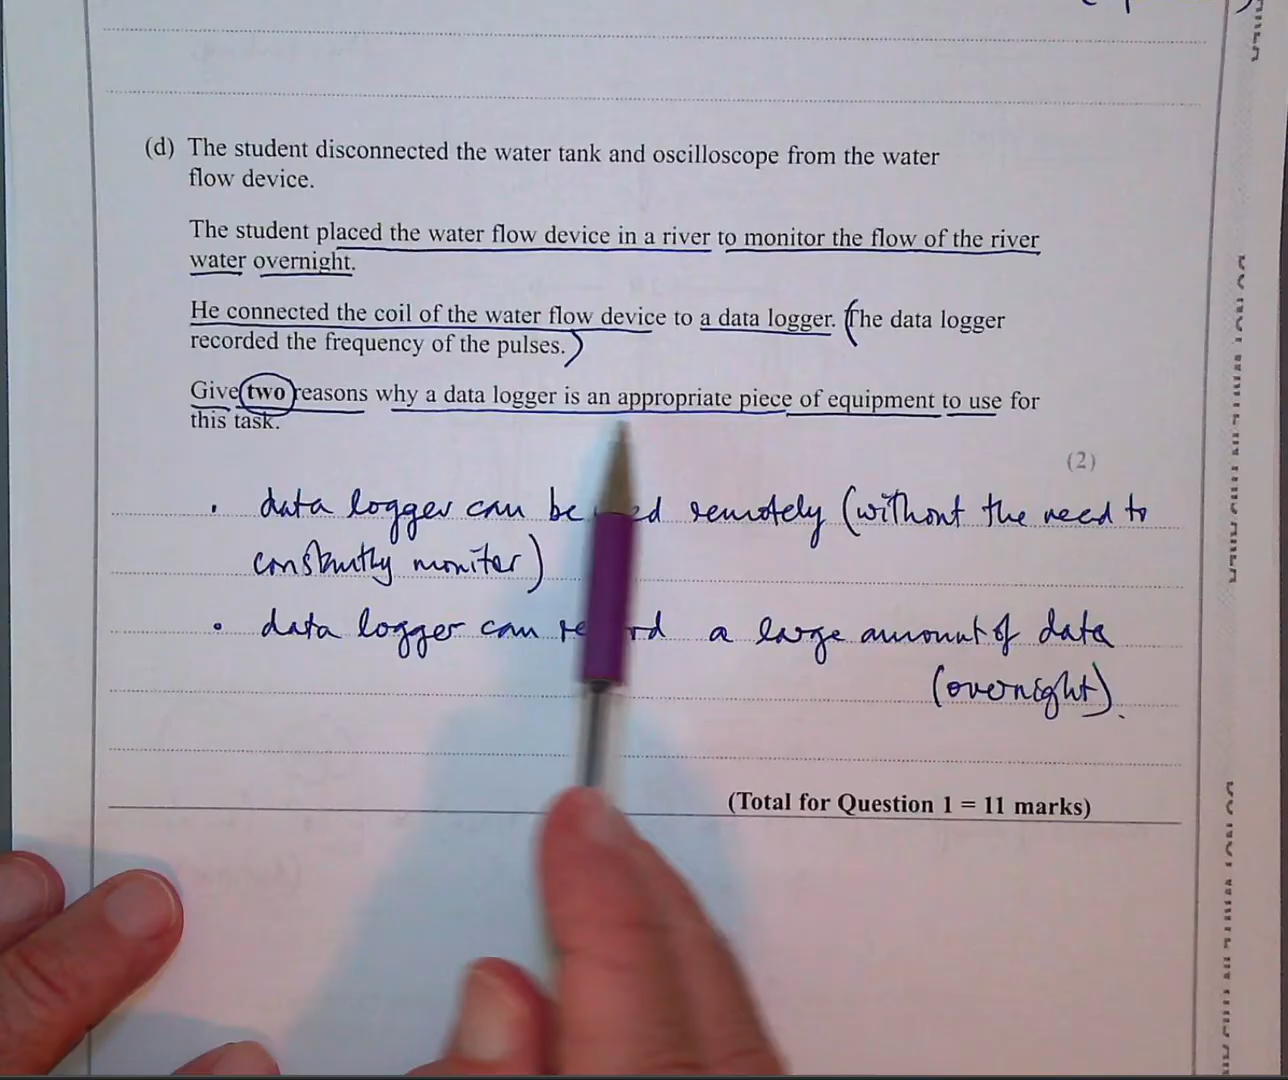 (d) The student disconnected the water tank and oscilloscope from the water
flow device.
The student placed the water flow device in a river to monitor the flow of the river
water overnight.
He connected the coil of the water flow device to a data logger. (The data logger
recorded the frequency of the pulses.)
Give two reasons why a data logger is an appropriate piece of equipment to use for
this task.
(2)
• data logger can be remotely (without the need to
constantly moniter)
• data logger can a large amount of data
(overnight).
(Total for Question 1 = 11 marks)